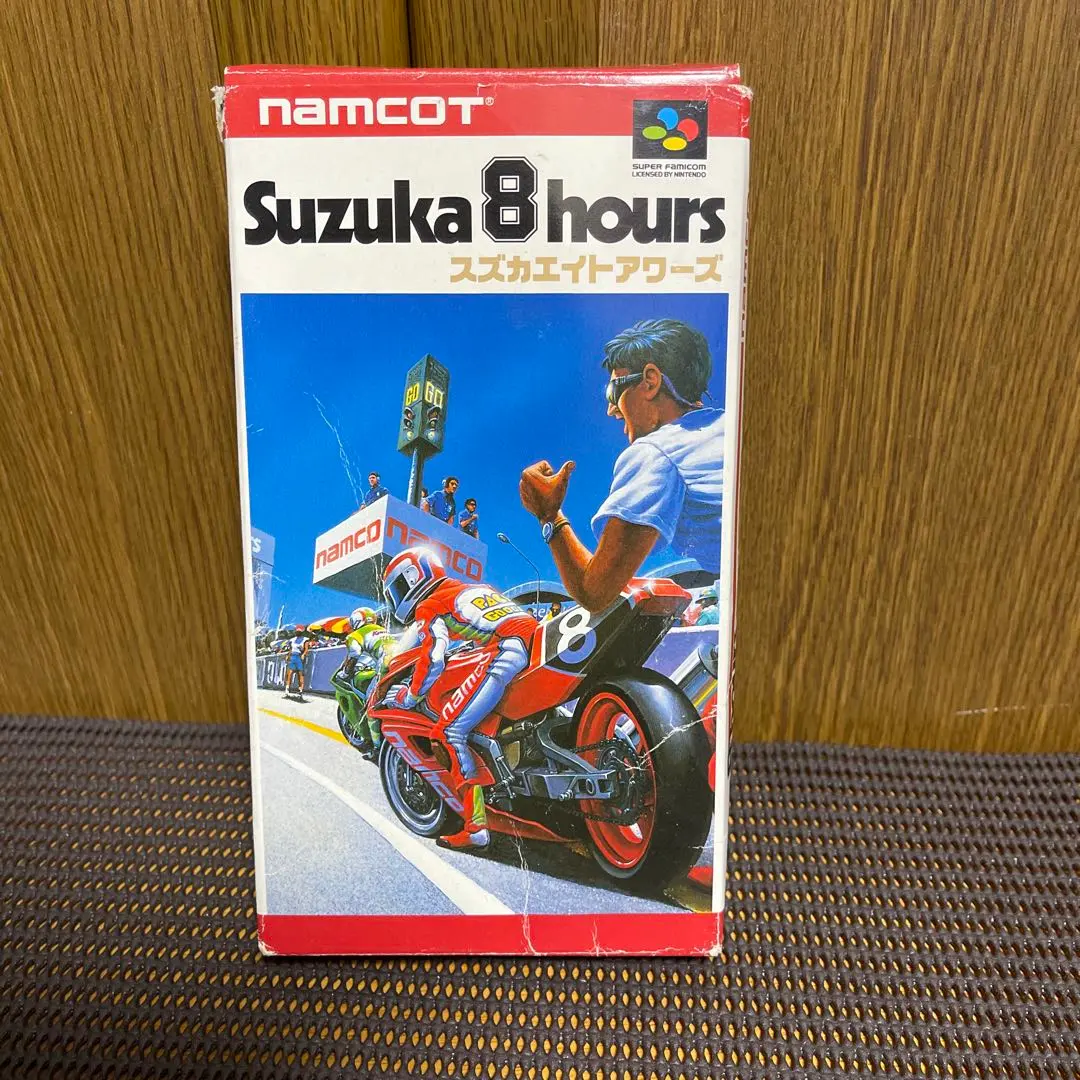 namcoT®
SUPER FAMICOM
LICENSED BY NINTENDO
Suzuka 8 hours
スズカエイトアワーズ
GO GO
namco namco
8
namco